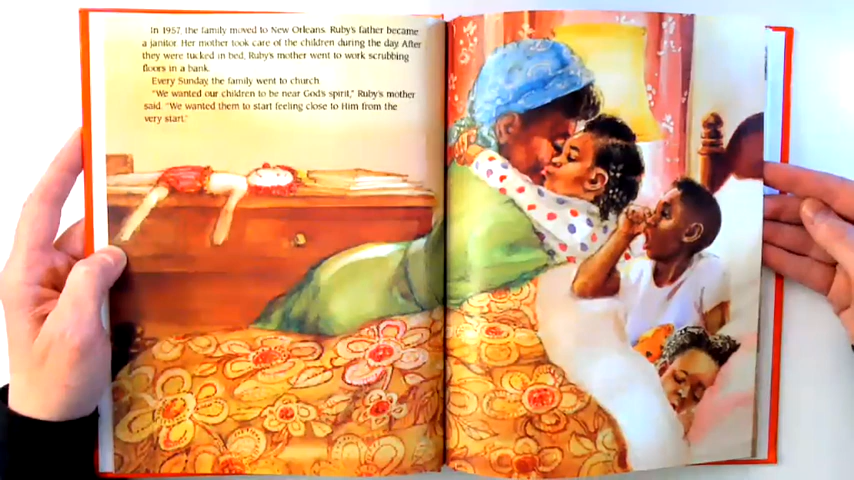 In 1957, the family moved to New Orleans. Ruby's father became
a janitor. Her mother took care of the children during the day. After
they were tucked in bed, Ruby's mother went to work scrubbing
floors in a bank.
Every Sunday, the family went to church.
"We wanted our children to be near God's spirit," Ruby's mother
said. "We wanted them to start feeling close to Him from the
very start."